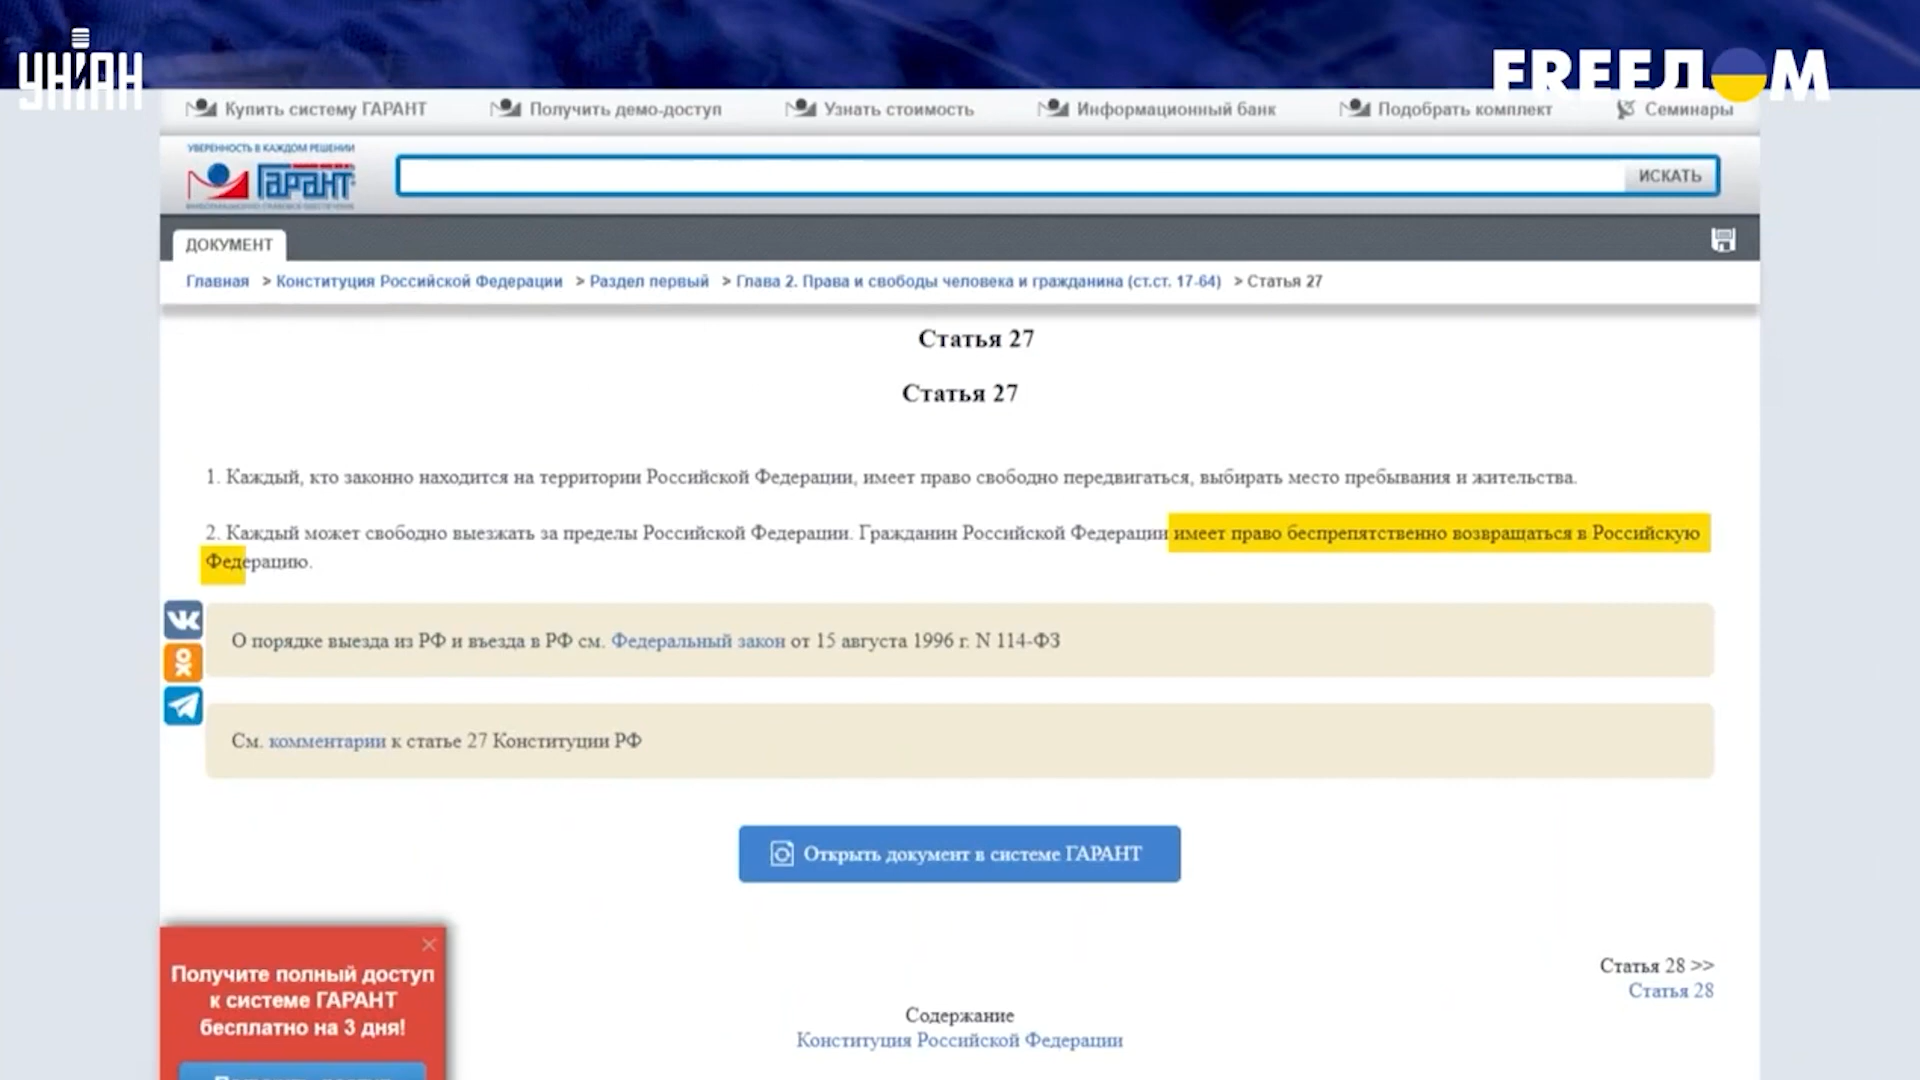 УНІАН
FREEДOM
Купить систему ГАРАНТ
Получить демо-доступ
Узнать стоимость
Информационный банк
Подобрать комплект
Семинары
УВЕРЕННОСТЬ В КАЖДОМ РЕШЕНИИ
ГАРАНТ
ИСКАТЬ
ДОКУМЕНТ
Главная > Конституция Российской Федерации > Раздел первый > Глава 2. Права и свободы человека и гражданина (ст.ст. 17-64) > Статья 27
Статья 27
Статья 27
1. Каждый, кто законно находится на территории Российской Федерации, имеет право свободно передвигаться, выбирать место пребывания и жительства.
2. Каждый может свободно выезжать за пределы Российской Федерации. Гражданин Российской Федерации имеет право беспрепятственно возвращаться в Российскую
Федерацию.
О порядке выезда из РФ и въезда в РФ см. Федеральный закон от 15 августа 1996 г. N 114-ФЗ
См. комментарии к статье 27 Конституции РФ
Открыть документ в системе ГАРАНТ
Получите полный доступ
к системе ГАРАНТ
бесплатно на 3 дня!
Статья 28 >>
Статья 28
Содержание
Конституция Российской Федерации